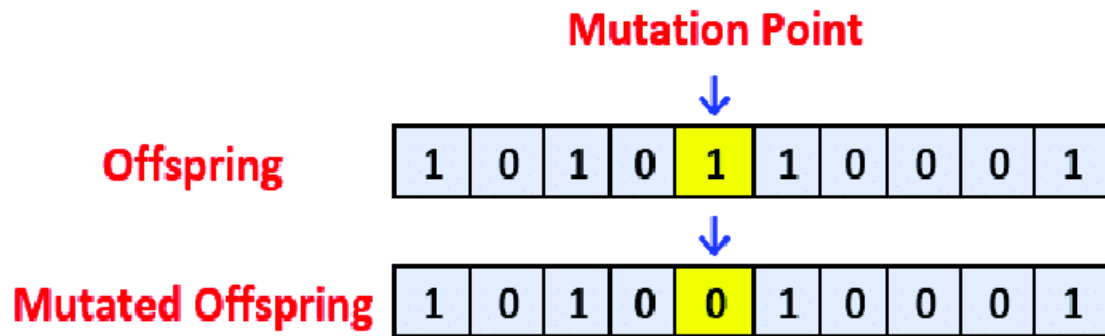 Mutation Point
Offspring 1 0 1 0 1 1 0 0 0 1
Mutated Offspring 1 0 1 0 0 1 0 0 0 1